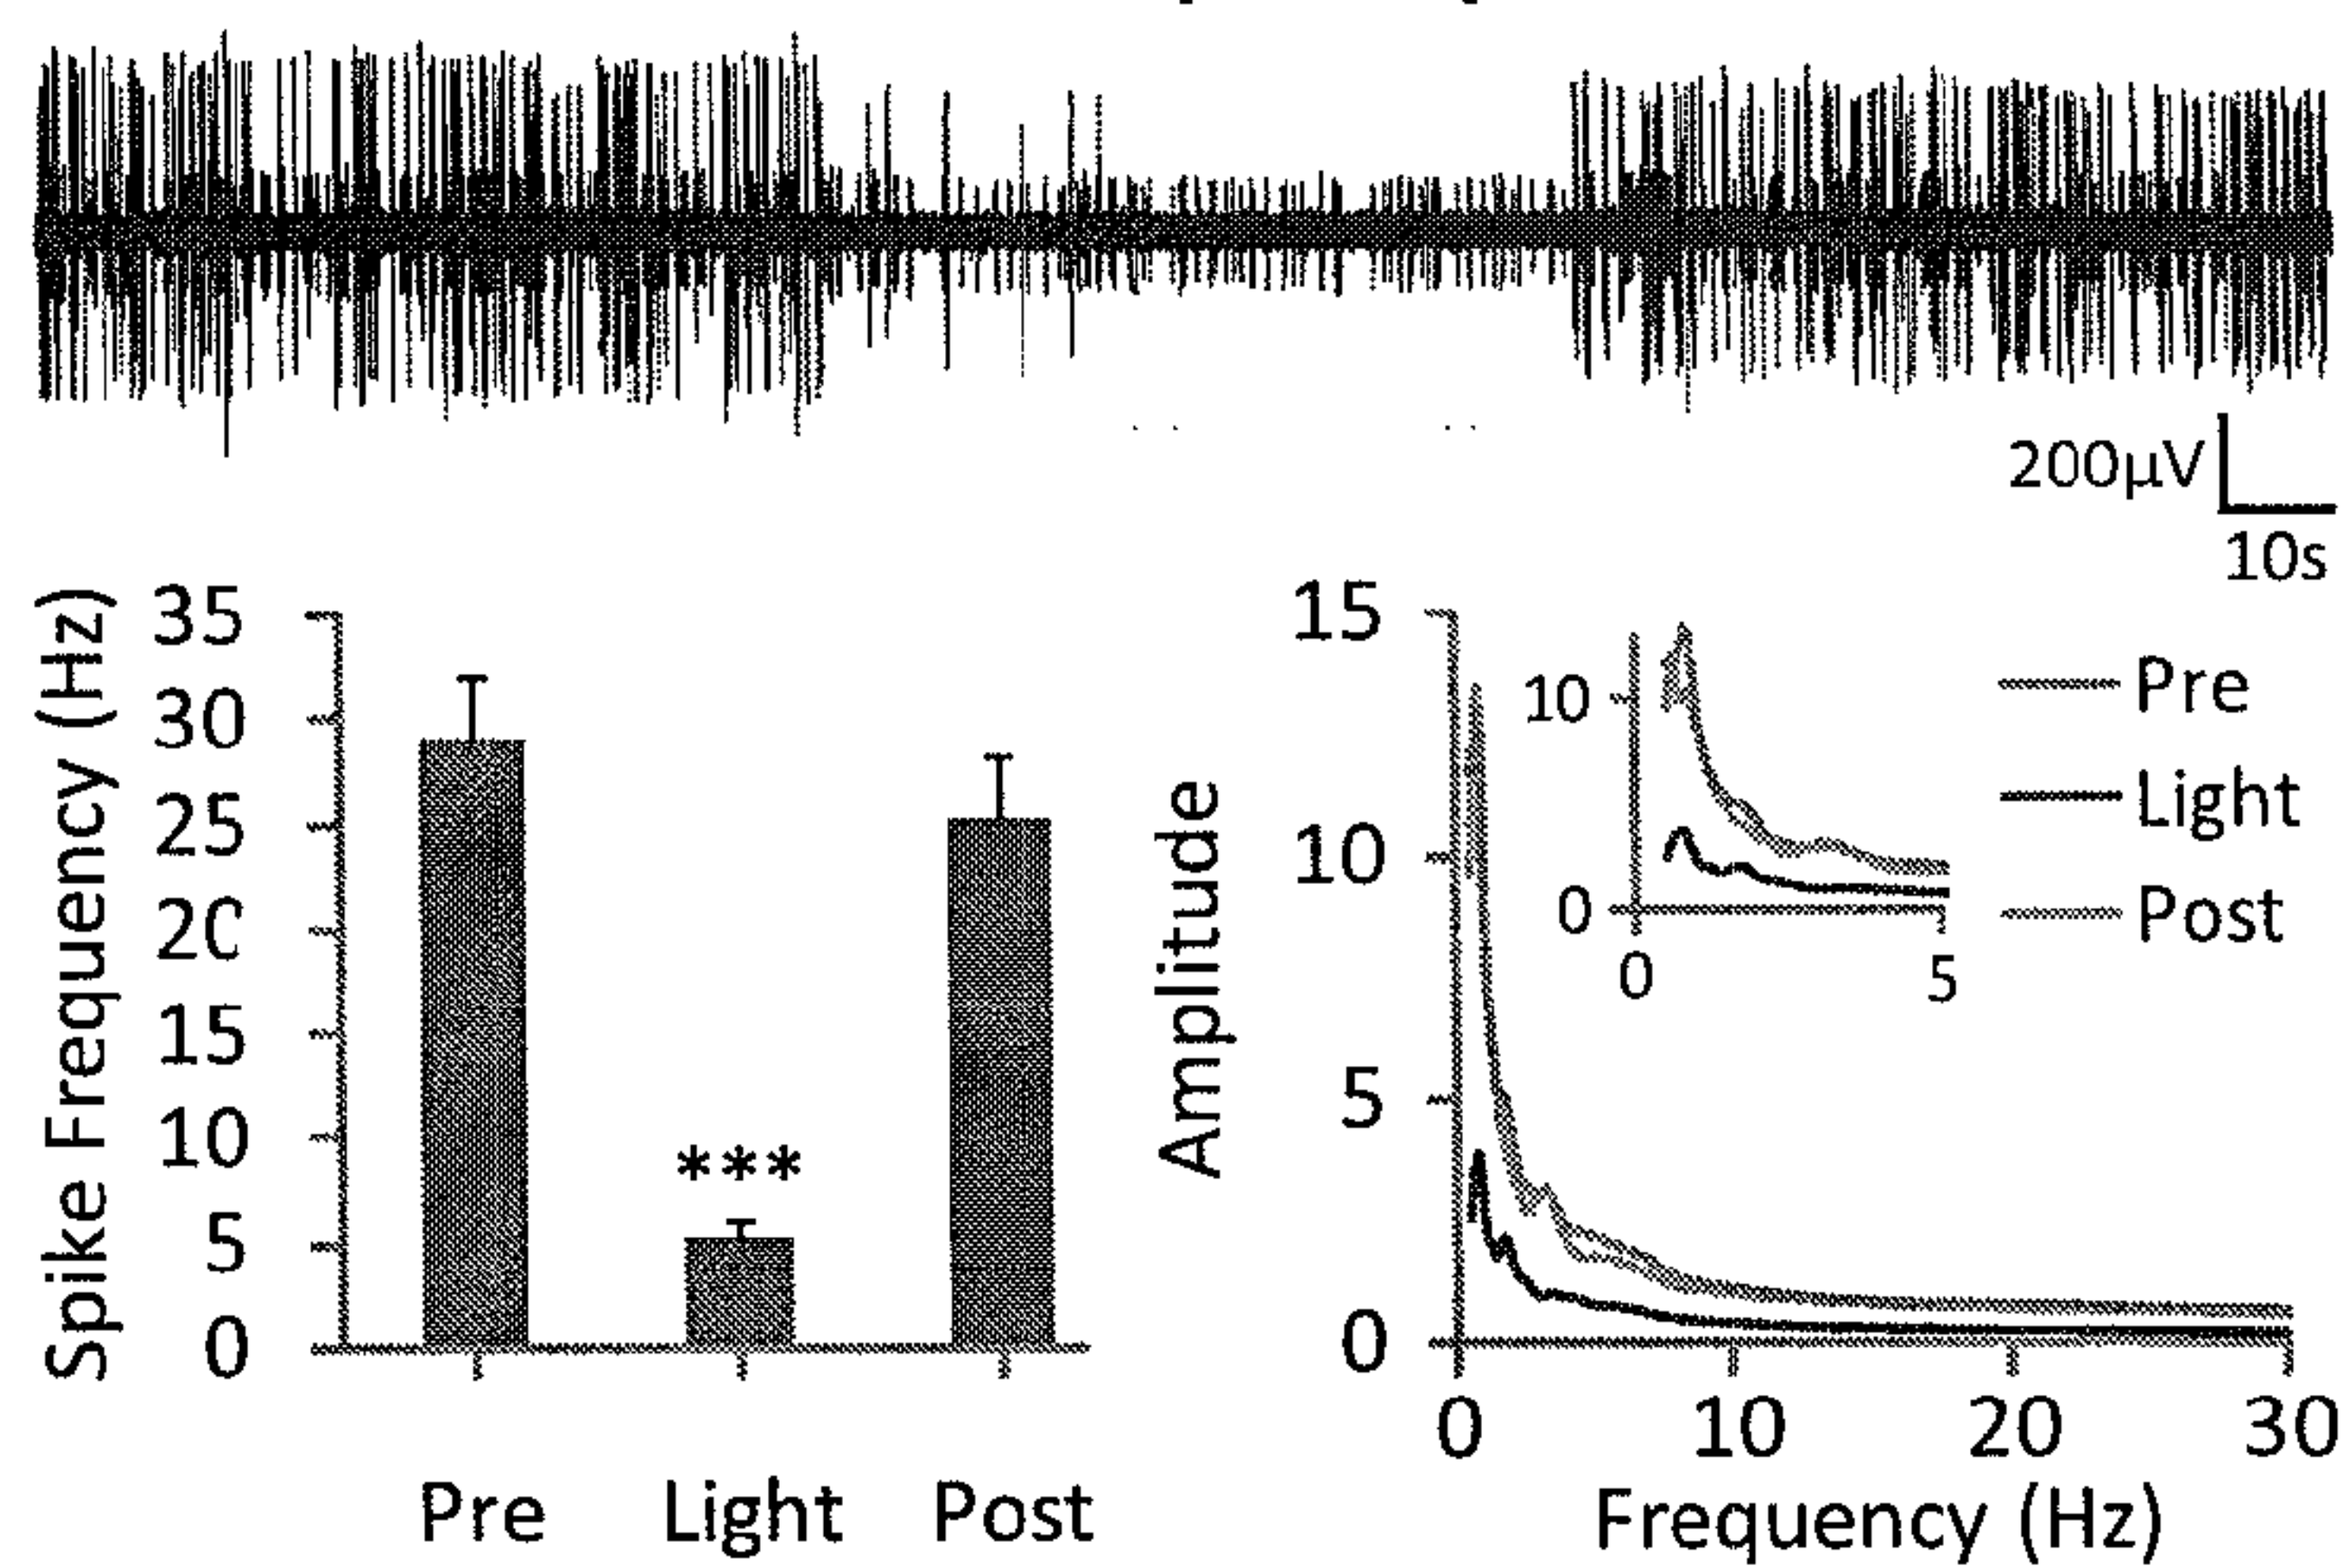 200µV
10s
Spike Frequency (Hz)
35
30
25
20
15
10
5
0
***
Pre Light Post
Amplitude
15
10
5
0
0 10 20 30
Frequency (Hz)
10
0
0 5
Pre
Light
Post